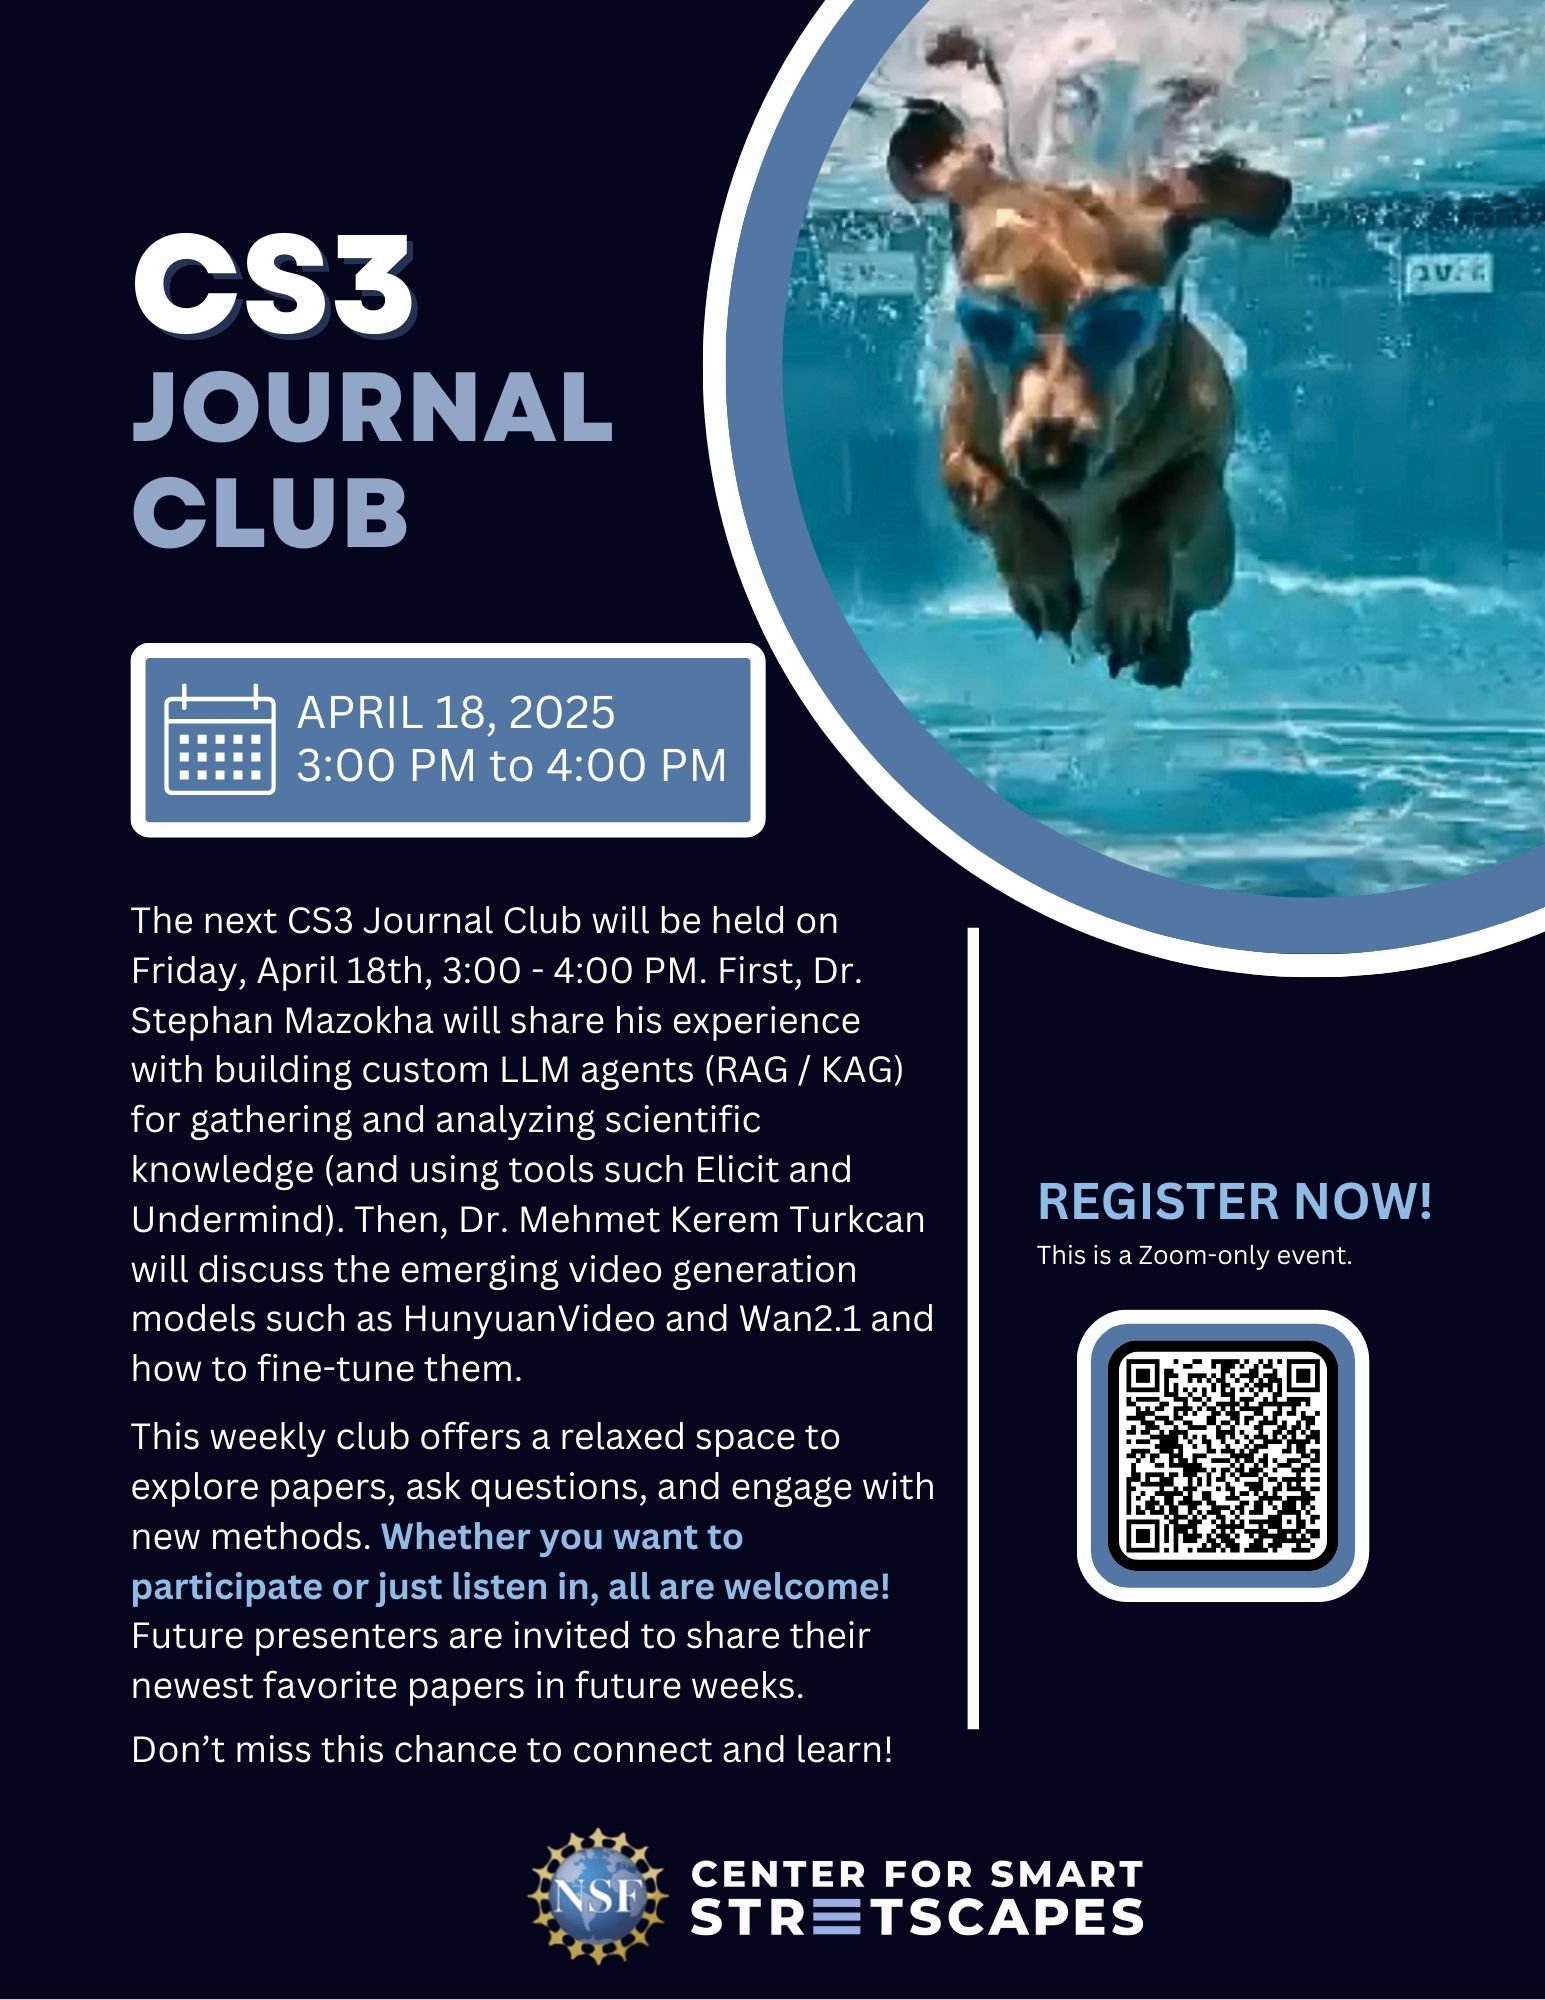 CS3
JOURNAL
CLUB
APRIL 18, 2025
3:00 PM to 4:00 PM
The next CS3 Journal Club will be held on
Friday, April 18th, 3:00 - 4:00 PM. First, Dr.
Stephan Mazokha will share his experience
with building custom LLM agents (RAG / KAG)
for gathering and analyzing scientific
knowledge (and using tools such Elicit and
Undermind). Then, Dr. Mehmet Kerem Turkcan
will discuss the emerging video generation
models such as HunyuanVideo and Wan2.1 and
how to fine-tune them.
This weekly club offers a relaxed space to
explore papers, ask questions, and engage with
new methods. Whether you want to
participate or just listen in, all are welcome!
Future presenters are invited to share their
newest favorite papers in future weeks.
Don’t miss this chance to connect and learn!
REGISTER NOW!
This is a Zoom-only event.
NSF
CENTER FOR SMART
STREETSCAPES